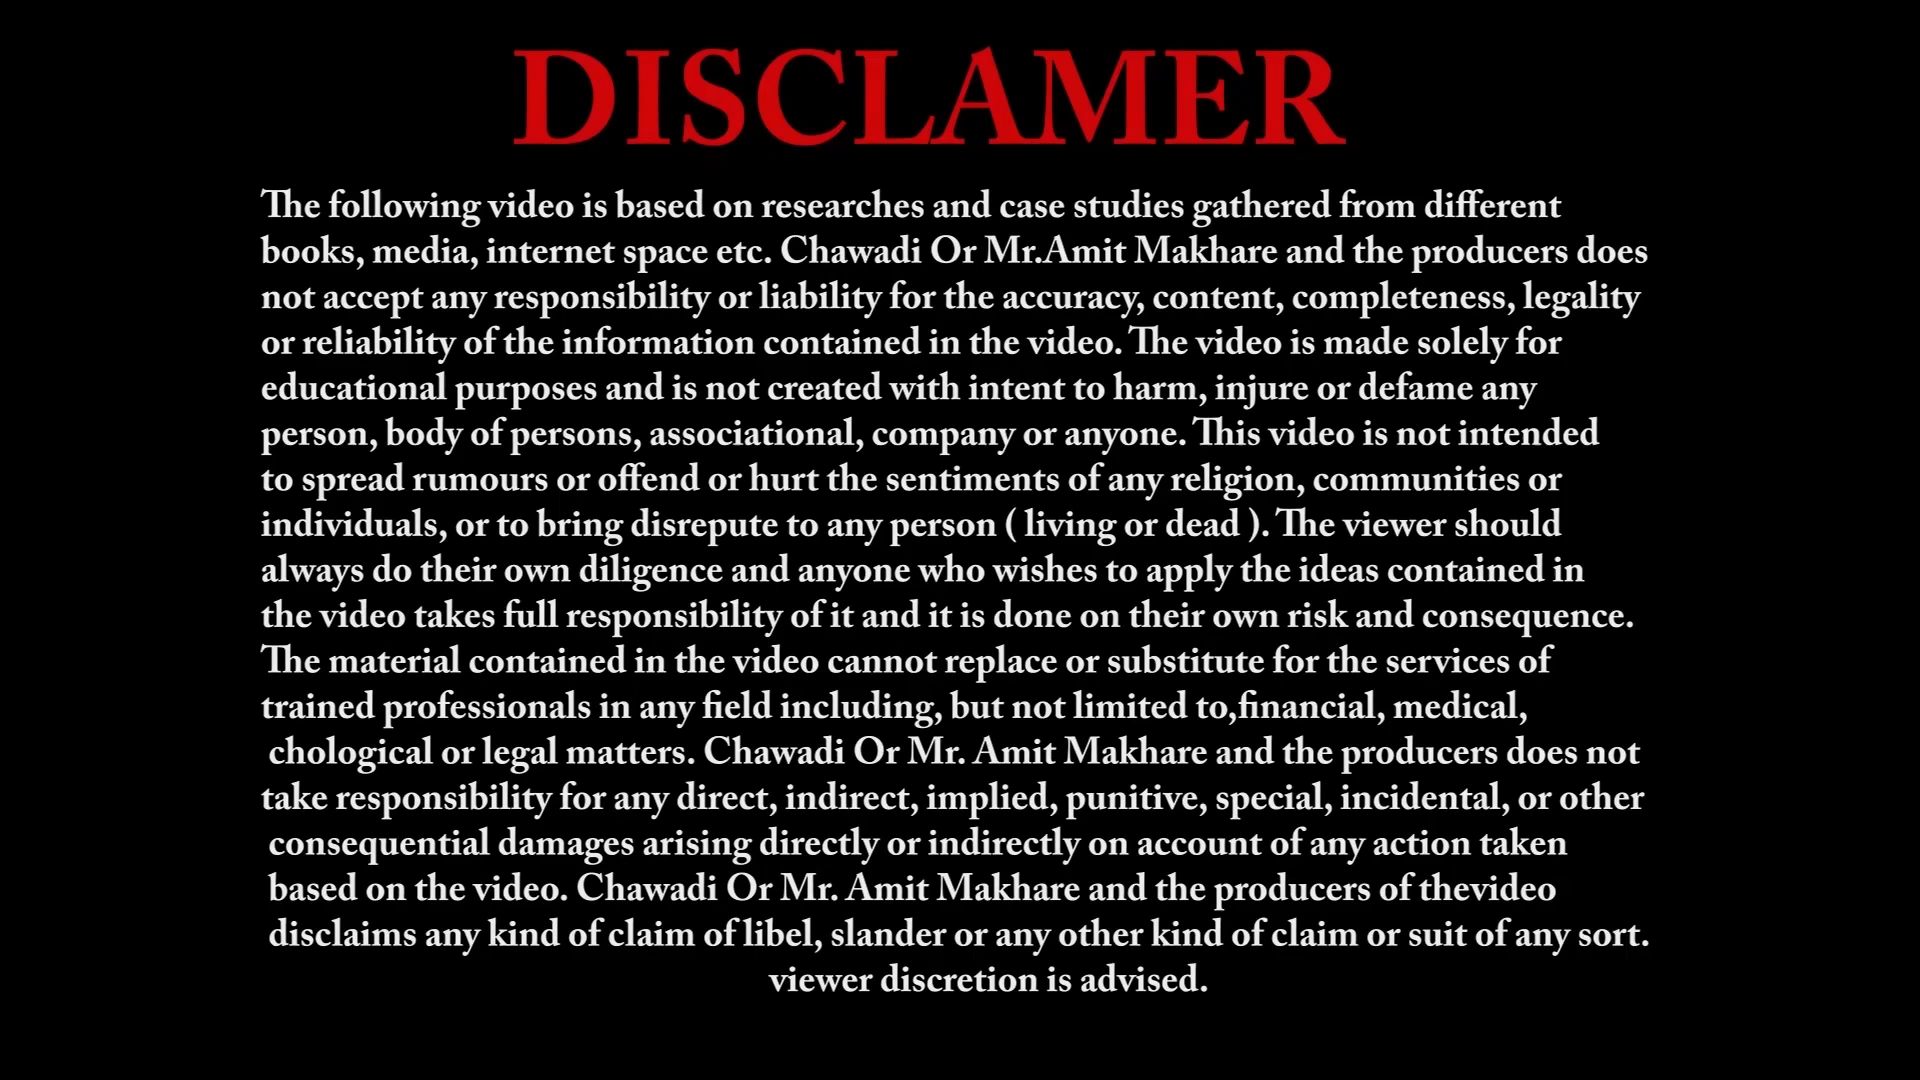 DISCLAMER
The following video is based on researches and case studies gathered from different
books, media, internet space etc. Chawadi Or Mr.Amit Makhare and the producers does
not accept any responsibility or liability for the accuracy, content, completeness, legality
or reliability of the information contained in the video. The video is made solely for
educational purposes and is not created with intent to harm, injure or defame any
person, body of persons, associational, company or anyone. This video is not intended
to spread rumours or offend or hurt the sentiments of any religion, communities or
individuals, or to bring disrepute to any person ( living or dead ). The viewer should
always do their own diligence and anyone who wishes to apply the ideas contained in
the video takes full responsibility of it and it is done on their own risk and consequence.
The material contained in the video cannot replace or substitute for the services of
trained professionals in any field including, but not limited to,financial, medical,
chological or legal matters. Chawadi Or Mr. Amit Makhare and the producers does not
take responsibility for any direct, indirect, implied, punitive, special, incidental, or other
consequential damages arising directly or indirectly on account of any action taken
based on the video. Chawadi Or Mr. Amit Makhare and the producers of thevideo
disclaims any kind of claim of libel, slander or any other kind of claim or suit of any sort.
viewer discretion is advised.